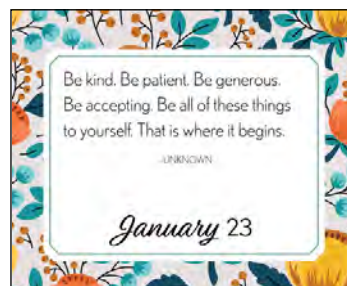 Be kind. Be patient. Be generous.
Be accepting. Be all of these things
to yourself. That is where it begins.
-UNKNOWN
January 23